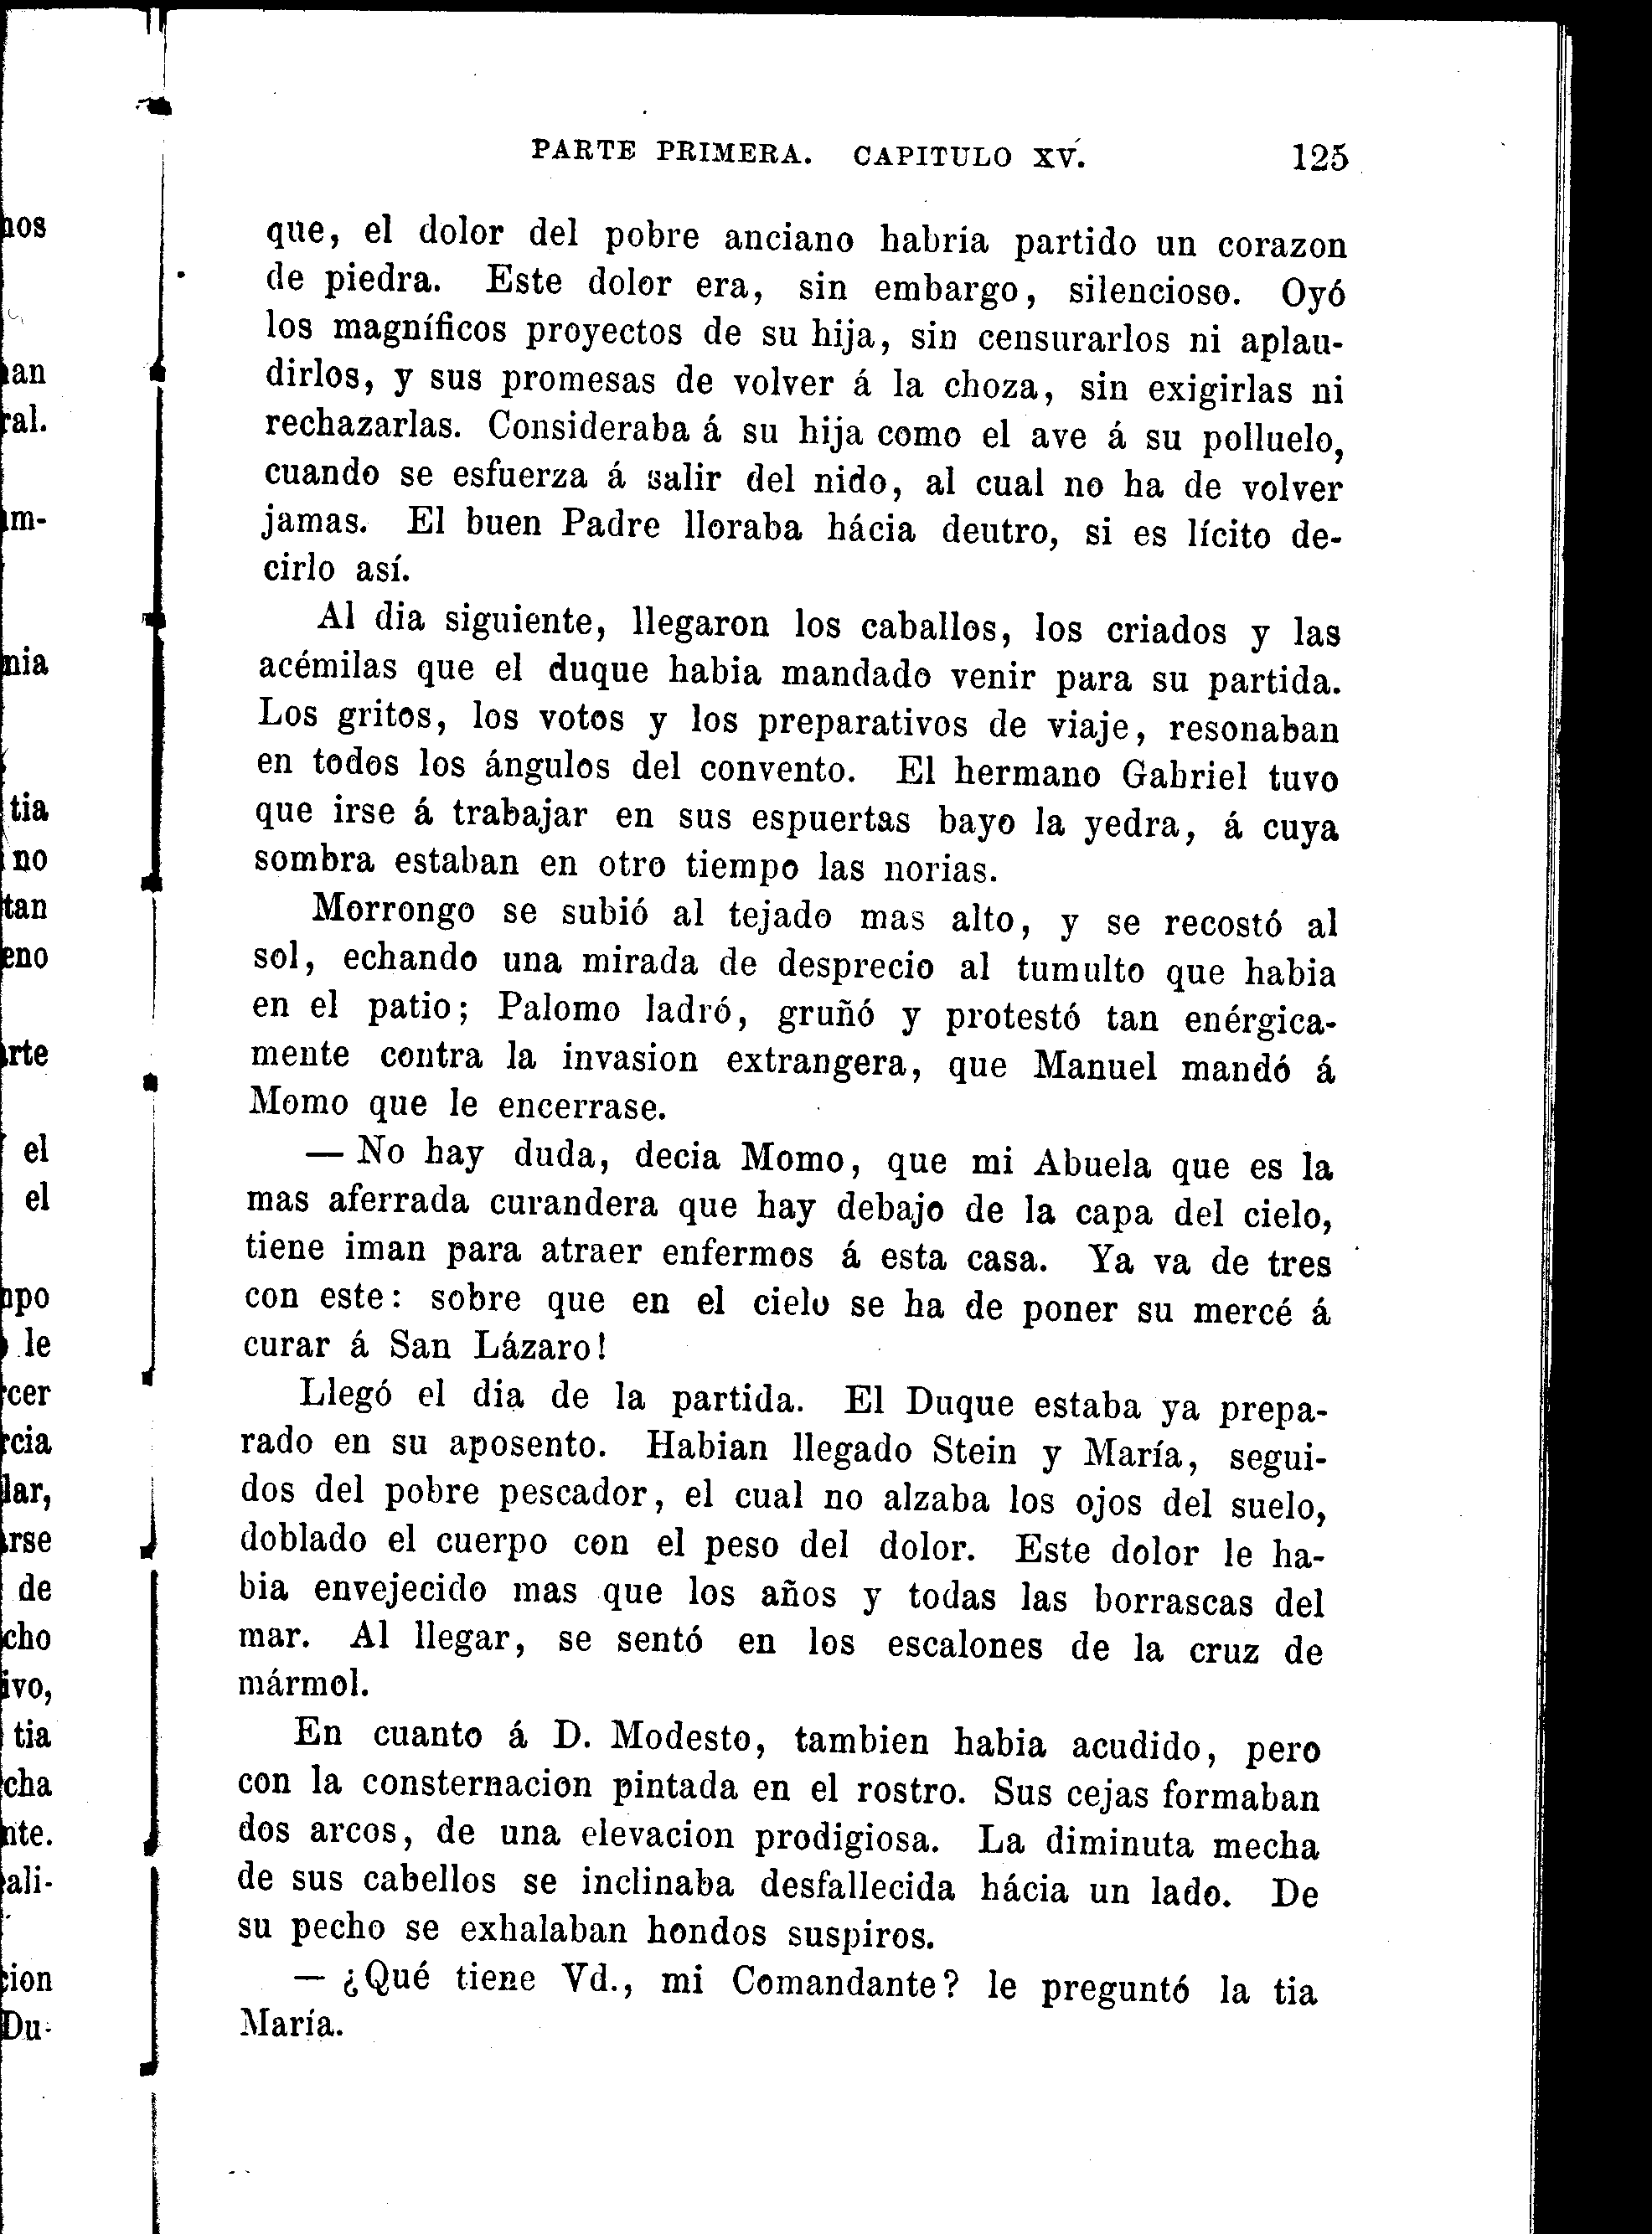 PARTE PRIMERA. CAPITULO XV. 125
que, el dolor del pobre anciano habria partido un corazon
de piedra. Este dolor era, sin embargo, silencioso. Oyó
los magníficos proyectos de su hija, sin censurarlos ni aplau-
dirlos, y sus promesas de volver á la choza, sin exigirlas ni
rechazarlas. Consideraba á su hija como el ave á su polluelo,
cuando se esfuerza á salir del nido, al cual no ha de volver
jamas. El buen Padre lloraba hácia deutro, si es lícito de-
cirlo así.
Al dia siguiente, llegaron los caballos, los criados y las
acémilas que el duque habia mandado venir para su partida.
Los gritos, los votos y los preparativos de viaje, resonaban
en todos los ángulos del convento. El hermano Gabriel tuvo
que irse á trabajar en sus espuertas bayo la yedra, á cuya
sombra estaban en otro tiempo las norias.
Morrongo se subió al tejado mas alto, y se recostó al
sol, echando una mirada de desprecio al tumulto que habia
en el patio; Palomo ladró, gruñó y protestó tan enérgica-
mente contra la invasion extrangera, que Manuel mandó á
Momo que le encerrase.
— No hay duda, decia Momo, que mi Abuela que es la
mas aferrada curandera que hay debajo de la capa del cielo,
tiene iman para atraer enfermos á esta casa. Ya va de tres
con este: sobre que en el cielo se ha de poner su mercé á
curar á San Lázaro!
Llegó el dia de la partida. El Duque estaba ya prepa-
rado en su aposento. Habian llegado Stein y María, segui-
dos del pobre pescador, el cual no alzaba los ojos del suelo,
doblado el cuerpo con el peso del dolor. Este dolor le ha-
bia envejecido mas que los años y todas las borrascas del
mar. Al llegar, se sentó en los escalones de la cruz de
mármol.
En cuanto á D. Modesto, tambien habia acudido, pero
con la consternacion pintada en el rostro. Sus cejas formaban
dos arcos, de una elevacion prodigiosa. La diminuta mecha
de sus cabellos se inclinaba desfallecida hácia un lado. De
su pecho se exhalaban hondos suspiros.
— ¿Qué tiene Vd., mi Comandante? le preguntó la tia
María.